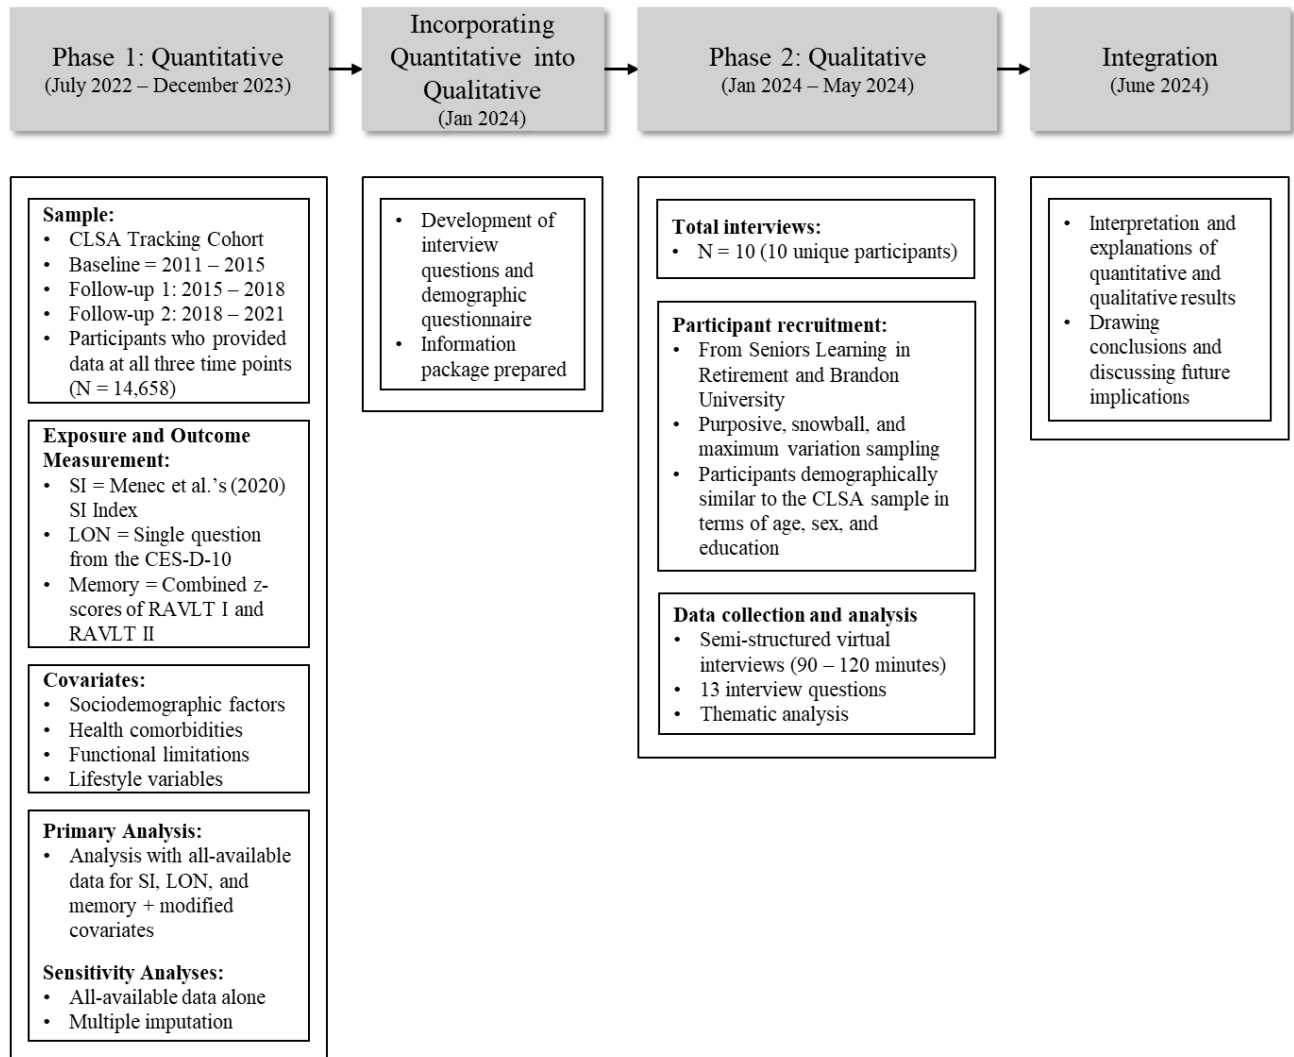 Phase 1: Quantitative
(July 2022 – December 2023)
Incorporating
Quantitative into
Qualitative
(Jan 2024)
Phase 2: Qualitative
(Jan 2024 – May 2024)
Integration
(June 2024)
Sample:
• CLSA Tracking Cohort
• Baseline = 2011 – 2015
• Follow-up 1: 2015 – 2018
• Follow-up 2: 2018 – 2021
• Participants who provided
data at all three time points
(N = 14,658)
Exposure and Outcome
Measurement:
• SI = Menec et al.’s (2020)
SI Index
• LON = Single question
from the CES-D-10
• Memory = Combined z-
scores of RAVLT I and
RAVLT II
Covariates:
• Sociodemographic factors
• Health comorbidities
• Functional limitations
• Lifestyle variables
Primary Analysis:
• Analysis with all-available
data for SI, LON, and
memory + modified
covariates
Sensitivity Analyses:
• All-available data alone
• Multiple imputation
• Development of
interview
questions and
demographic
questionnaire
• Information
package prepared
Total interviews:
• N = 10 (10 unique participants)
Participant recruitment:
• From Seniors Learning in
Retirement and Brandon
University
• Purposive, snowball, and
maximum variation sampling
• Participants demographically
similar to the CLSA sample in
terms of age, sex, and
education
Data collection and analysis
• Semi-structured virtual
interviews (90 – 120 minutes)
• 13 interview questions
• Thematic analysis
• Interpretation and
explanations of
quantitative and
qualitative results
• Drawing
conclusions and
discussing future
implications